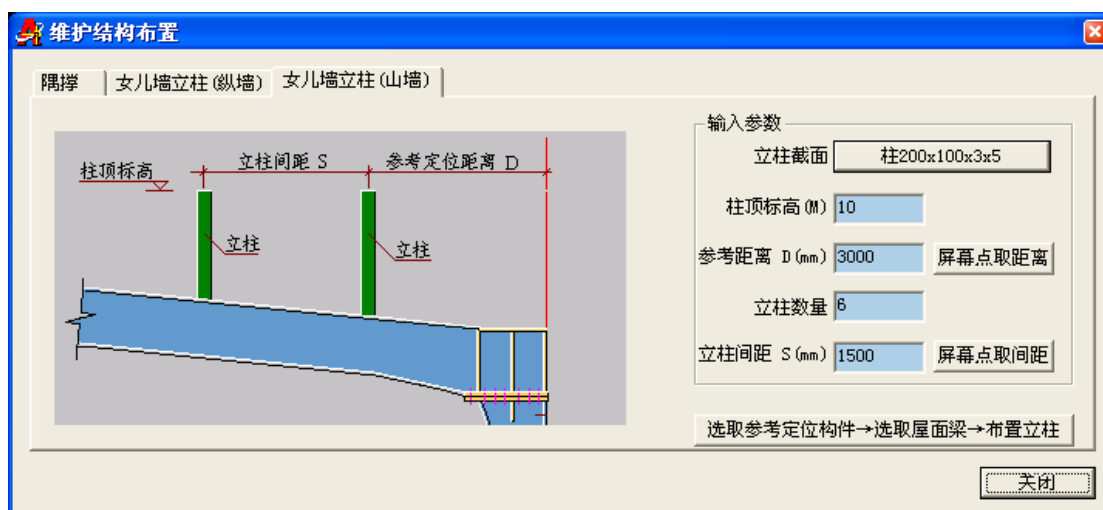 维护结构布置
隅撑 女儿墙立柱(纵墙) 女儿墙立柱(山墙)
柱顶标高 立柱间距 S 参考定位距离 D
立柱 立柱
输入参数
立柱截面 柱200x100x3x5
柱顶标高(M) 10
参考距离 D(mm) 3000 屏幕点取距离
立柱数量 6
立柱间距 S(mm) 1500 屏幕点取间距
选取参考定位构件→选取屋面梁→布置立柱
关闭